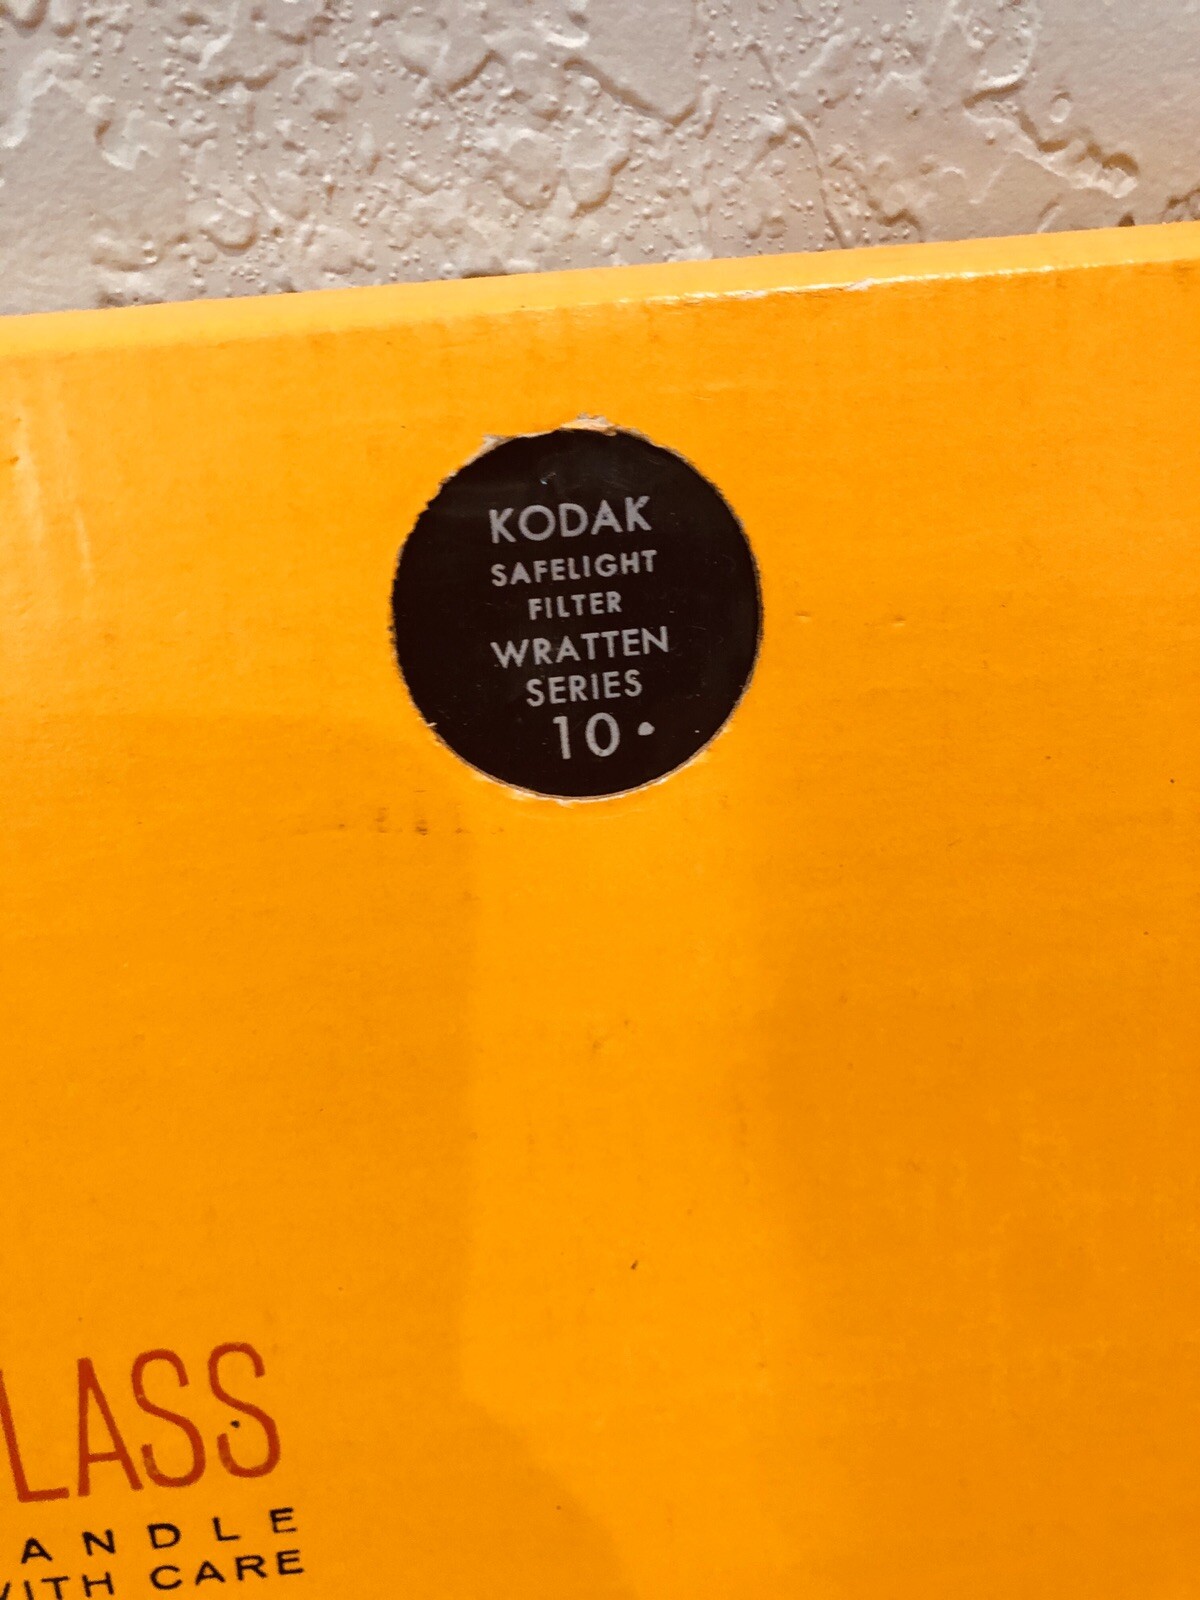 KODAK
SAFELIGHT
FILTER
WRATTEN
SERIES
10•
LASS
ANDLE
WITH CARE